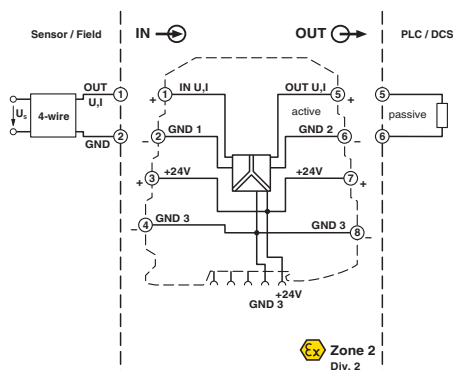 Sensor / Field
IN
OUT
PLC / DCS
OUT
U,I
1
1
IN U,I
OUT U,I
5
5
+
+
Us
4-wire
active
passive
GND
2
2
GND 1
GND 2
6
6
–
–
3
+24V
+24V
7
+
+
4
GND 3
GND 3
8
–
–
+24V
GND 3
Ex
Zone 2
Div. 2